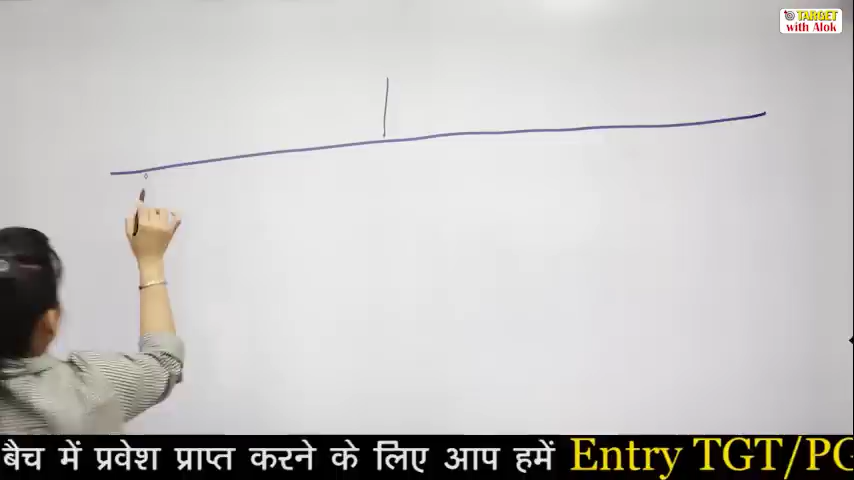 TARGET
with Alok
बैच में प्रवेश प्राप्त करने के लिए आप हमें Entry TGT/PG